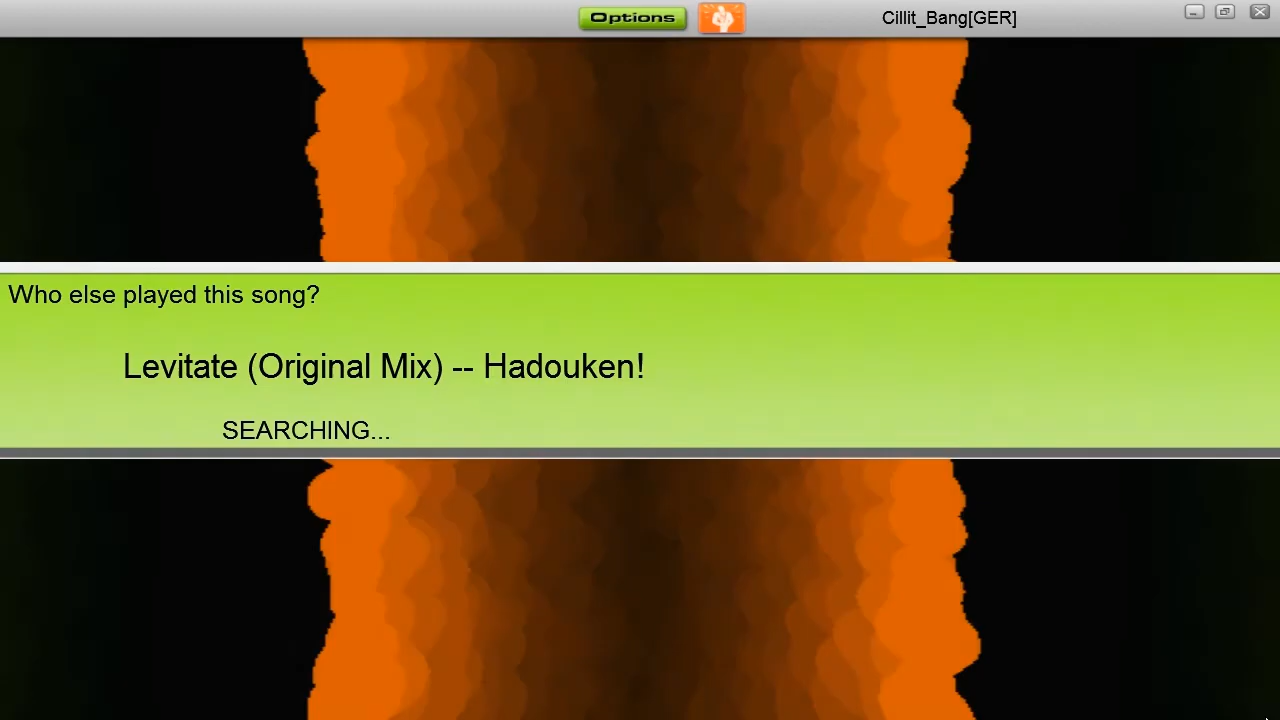 Options
Cillit_Bang[GER]
Who else played this song?
Levitate (Original Mix) -- Hadouken!
SEARCHING...